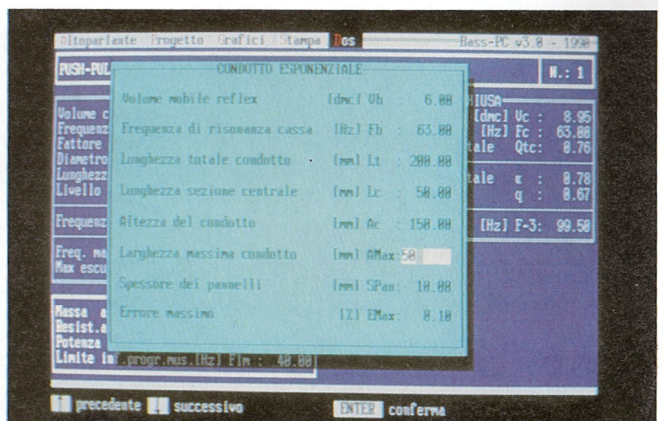 Altoparlante Progetto Grafici Stampa Dos Bass-PC v3.0 - 1990
PUSH-PUL N.: 1
CONDOTTO ESPONENZIALE
Volume mobile reflex [dmc] Vb : 6.00
Frequenza di risonanza cassa [Hz] Fb : 63.00
Lunghezza totale condotto [mm] Lt : 200.00
Lunghezza sezione centrale [mm] Lc : 50.00
Altezza del condotto [mm] Ac : 150.00
Larghezza massima condotto [mm] AMax:50
Spessore dei pannelli [mm] SPan: 10.00
Errore massimo [%] EMax: 0.10
Volume c
Frequenz
Fattore
Diametro
Lunghezz
Livello
Frequenz
Freq. ma
Max escu
Massa a
Resist.a
Potenza
Limite inf.progr.mus.[Hz] Flm : 40.00
HIUSA
[dmc] Vc : 8.95
[Hz] Fc : 63.00
tale Qtc: 0.76
tale ε : 0.78
q : 0.67
[Hz] F-3: 99.50
↑ precedente ↓ successivo ENTER conferma